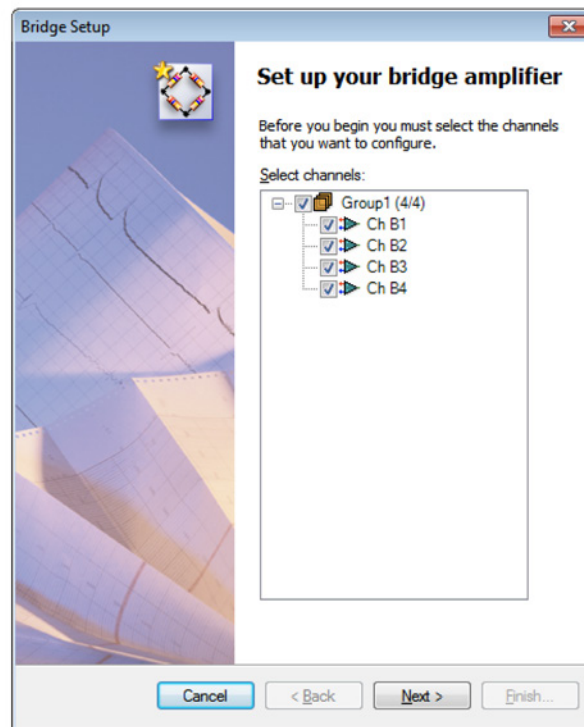 Bridge Setup
Set up your bridge amplifier
Before you begin you must select the channels
that you want to configure.
Select channels:
Group1 (4/4)
Ch B1
Ch B2
Ch B3
Ch B4
Cancel
< Back
Next >
Finish...